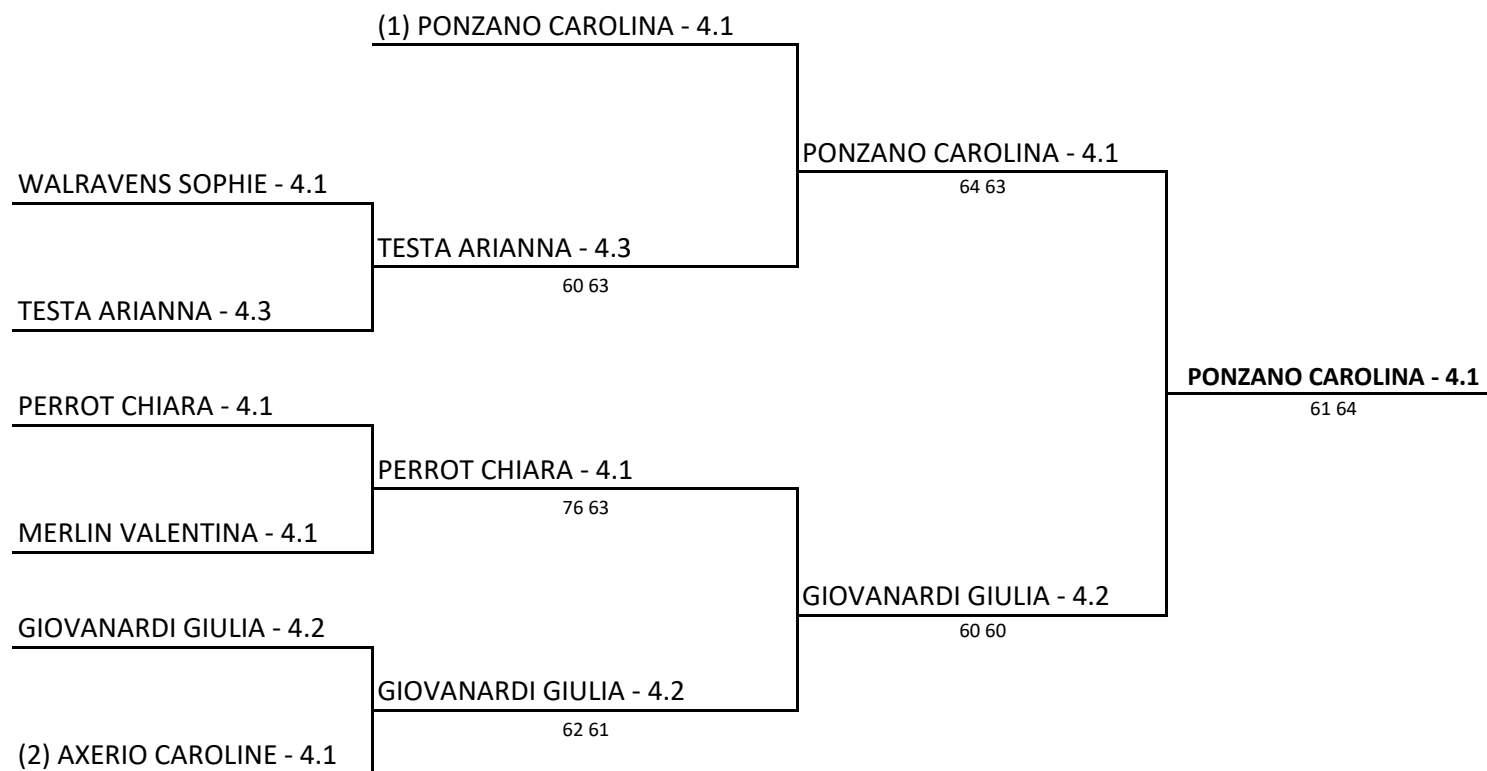 (1) PONZANO CAROLINA - 4.1
PONZANO CAROLINA - 4.1
WALRAVENS SOPHIE - 4.1
64 63
TESTA ARIANNA - 4.3
60 63
TESTA ARIANNA - 4.3
PONZANO CAROLINA - 4.1
PERROT CHIARA - 4.1
61 64
PERROT CHIARA - 4.1
76 63
MERLIN VALENTINA - 4.1
GIOVANARDI GIULIA - 4.2
GIOVANARDI GIULIA - 4.2
60 60
GIOVANARDI GIULIA - 4.2
62 61
(2) AXERIO CAROLINE - 4.1